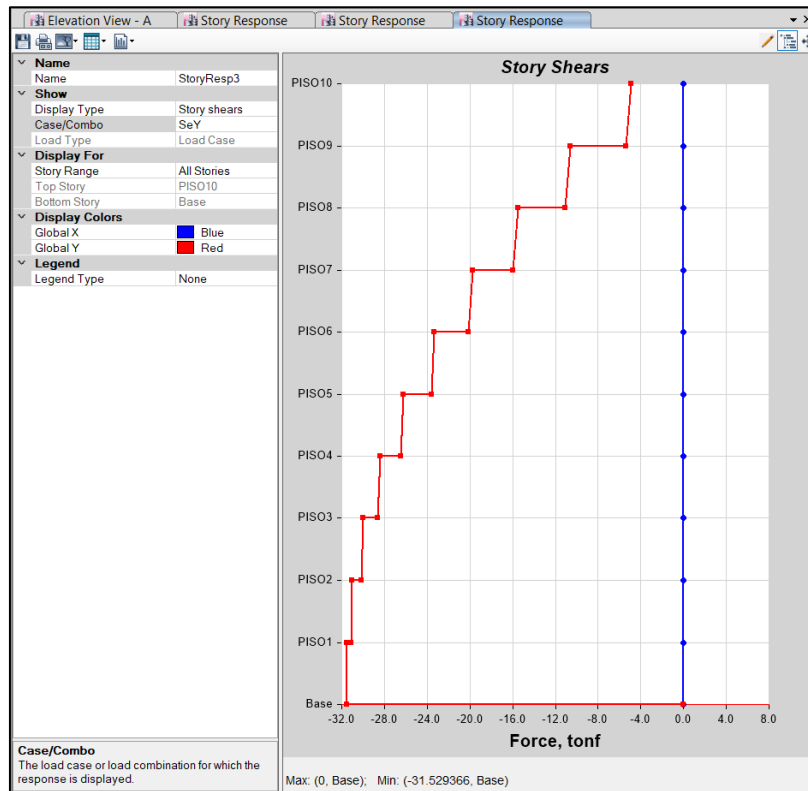 Elevation View - A
Story Response
Story Response
Story Response
Name
Name StoryResp3
Show
Display Type Story shears
Case/Combo SeY
Load Type Load Case
Display For
Story Range All Stories
Top Story PISO10
Bottom Story Base
Display Colors
Global X Blue
Global Y Red
Legend
Legend Type None
Case/Combo
The load case or load combination for which the
response is displayed.
Story Shears
PISO10
PISO9
PISO8
PISO7
PISO6
PISO5
PISO4
PISO3
PISO2
PISO1
Base
-32.0 -28.0 -24.0 -20.0 -16.0 -12.0 -8.0 -4.0 0.0 4.0 8.0
Force, tonf
Max: (0, Base); Min: (-31.529366, Base)